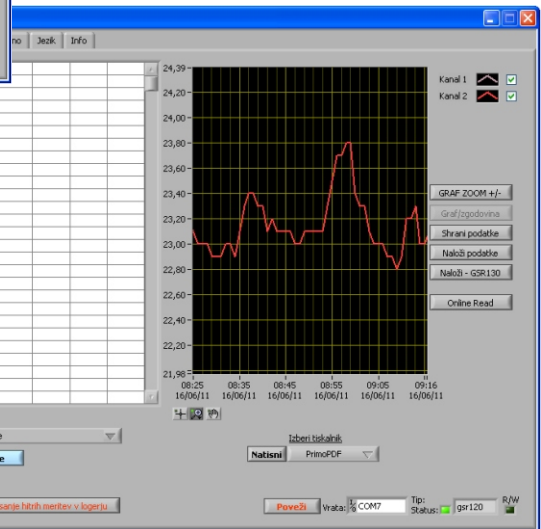 no Jezik Info
24,39
24,20
24,00
23,80
23,60
23,40
23,20
23,00
22,80
22,60
22,40
22,20
21,98
08:25 08:35 08:45 08:55 09:05 09:16
16/06/11 16/06/11 16/06/11 16/06/11 16/06/11 16/06/11
Kanal 1
Kanal 2
GRAF ZOOM +/-
Graf/zgodovina
Shrani podatke
Naloži podatke
Naloži - GSR130
Online Read
e
e
Izberi tiskalnik
Natisni PrimoPDF
sanje hitrih meritev v logerju
Poveži Vrata: COM7 Tip: gsr120 R/W
Status: